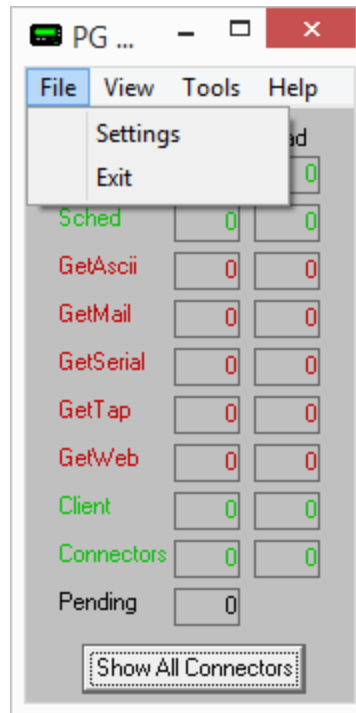 PG ...
File View Tools Help
Settings
Exit
0
Sched 0 0
GetAscii 0 0
GetMail 0 0
GetSerial 0 0
GetTap 0 0
GetWeb 0 0
Client 0 0
Connectors 0 0
Pending 0
Show All Connectors